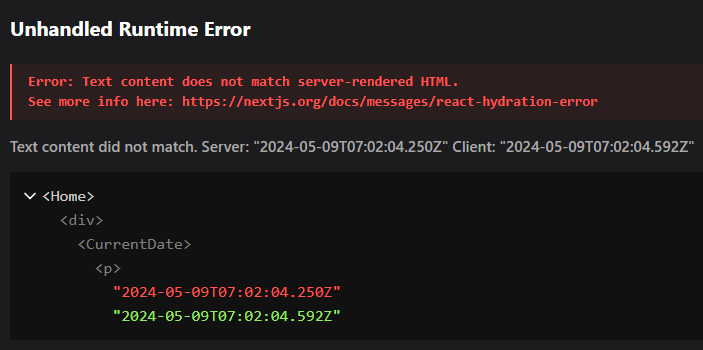 Unhandled Runtime Error
Error: Text content does not match server-rendered HTML.
See more info here: https://nextjs.org/docs/messages/react-hydration-error
Text content did not match. Server: "2024-05-09T07:02:04.250Z" Client: "2024-05-09T07:02:04.592Z"
<Home>
<div>
<CurrentDate>
<p>
"2024-05-09T07:02:04.250Z"
"2024-05-09T07:02:04.592Z"